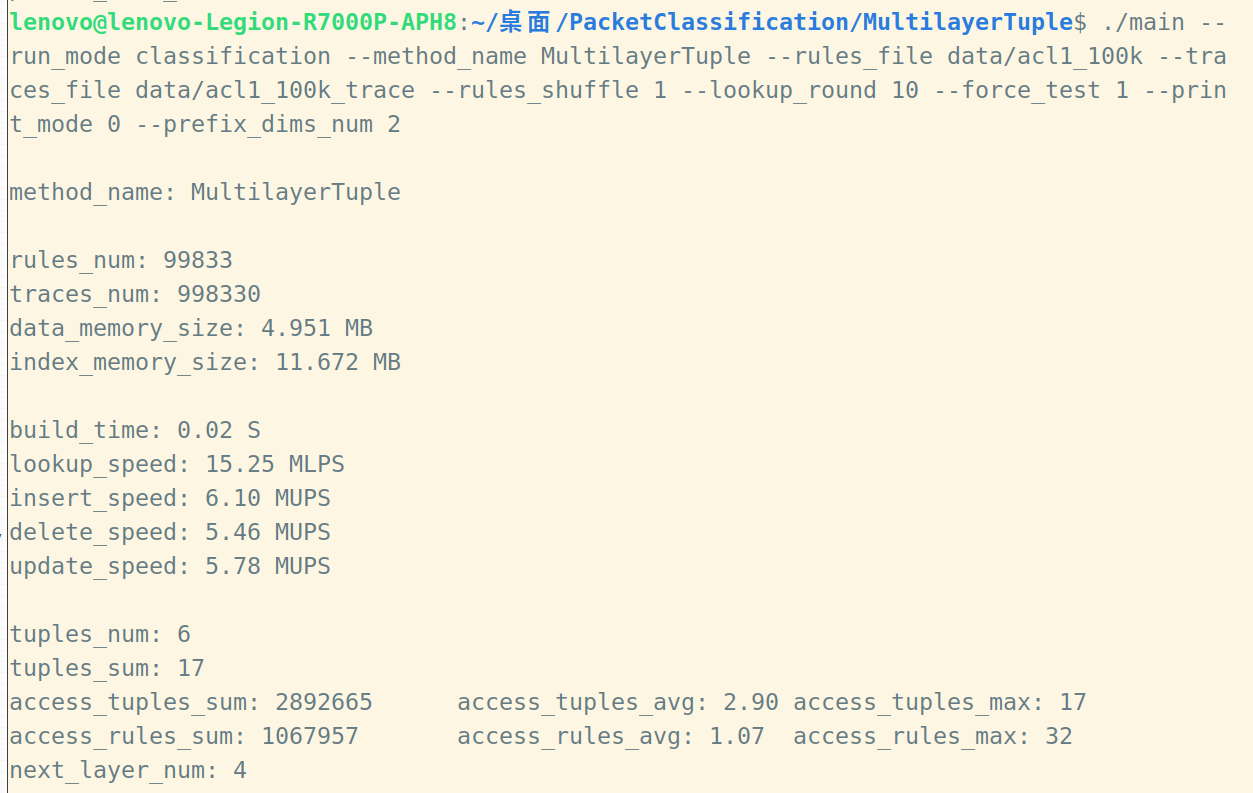 lenovo@lenovo-Legion-R7000P-APH8:~/桌面/PacketClassification/MultilayerTuple$ ./main --
run_mode classification --method_name MultilayerTuple --rules_file data/acl1_100k --tra
ces_file data/acl1_100k_trace --rules_shuffle 1 --lookup_round 10 --force_test 1 --prin
t_mode 0 --prefix_dims_num 2
method_name: MultilayerTuple
rules_num: 99833
traces_num: 998330
data_memory_size: 4.951 MB
index_memory_size: 11.672 MB
build_time: 0.02 S
lookup_speed: 15.25 MLPS
insert_speed: 6.10 MUPS
delete_speed: 5.46 MUPS
update_speed: 5.78 MUPS
tuples_num: 6
tuples_sum: 17
access_tuples_sum: 2892665 access_tuples_avg: 2.90 access_tuples_max: 17
access_rules_sum: 1067957 access_rules_avg: 1.07 access_rules_max: 32
next_layer_num: 4